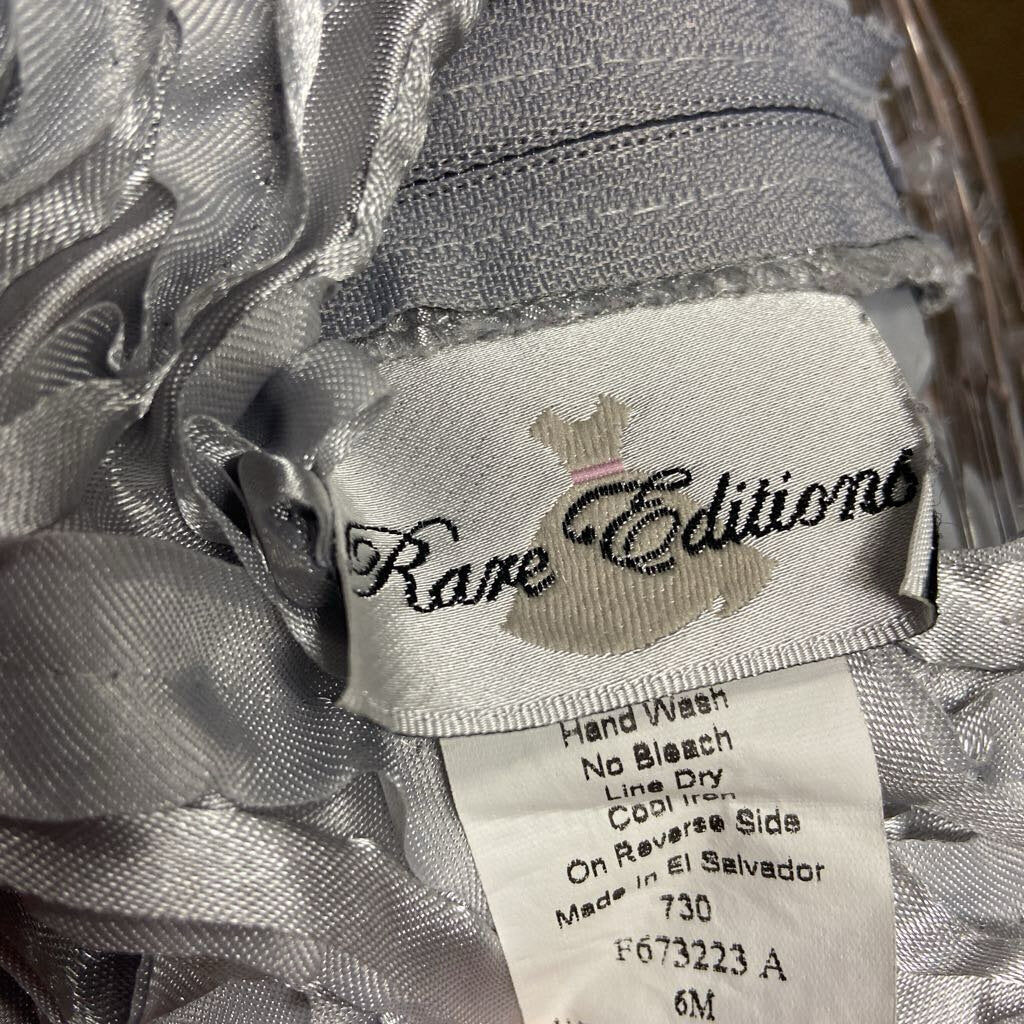 Rare Editions
Hand Wash
No Bleach
Line Dry
Cool Iron
On Reverse Side
Made in El Salvador
730
F673223 A
6M